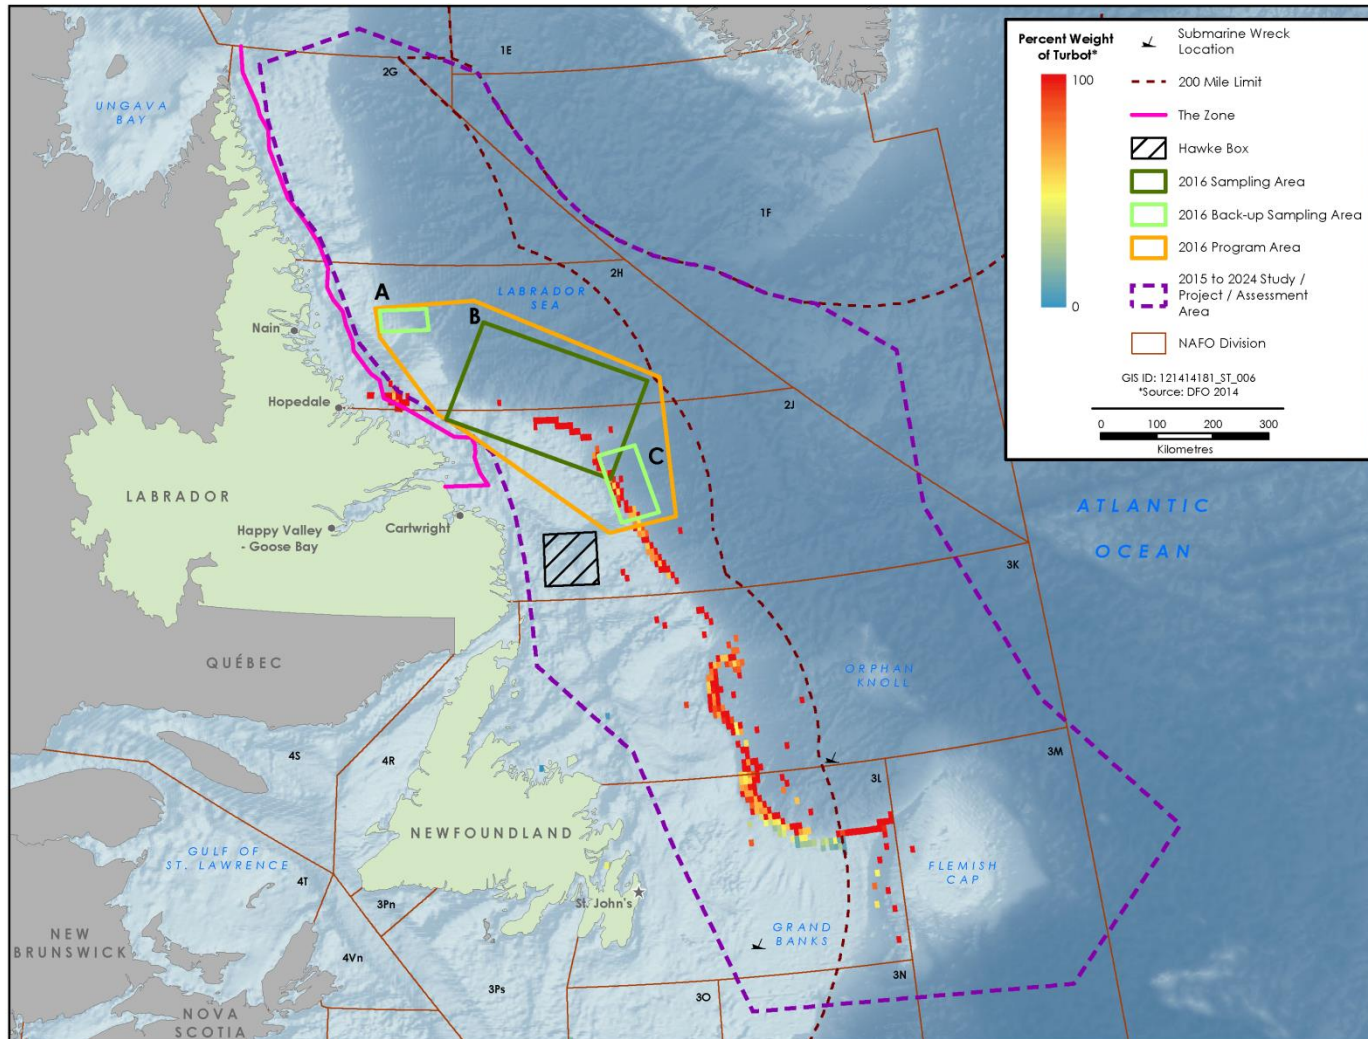 1E
2G
UNGAVA
BAY
1F
2H
LABRADOR
SEA
A
B
Nain
Hopedale
2J
C
LABRADOR
Happy Valley
- Goose Bay
Cartwright
3K
QUÉBEC
ORPHAN
KNOLL
4S
4R
3M
3L
NEWFOUNDLAND
GULF OF
ST. LAWRENCE
4T
FLEMISH
CAP
3Pn
St. John's
NEW
BRUNSWICK
GRAND
BANKS
4Vn
3Ps
3O
3N
NOVA
SCOTIA
ATLANTIC
OCEAN
Percent Weight
of Turbot*
100
0
Submarine Wreck
Location
200 Mile Limit
The Zone
Hawke Box
2016 Sampling Area
2016 Back-up Sampling Area
2016 Program Area
2015 to 2024 Study /
Project / Assessment
Area
NAFO Division
GIS ID: 121414181_ST_006
*Source: DFO 2014
0 100 200 300
Kilometres